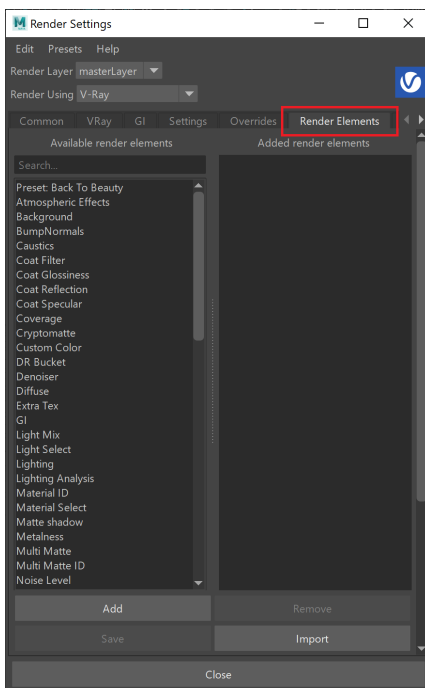 Render Settings
Edit Presets Help
Render Layer masterLayer
Render Using V-Ray
Common VRay GI Settings Overrides Render Elements
Available render elements
Added render elements
Search...
Preset: Back To Beauty
Atmospheric Effects
Background
BumpNormals
Caustics
Coat Filter
Coat Glossiness
Coat Reflection
Coat Specular
Coverage
Cryptomatte
Custom Color
DR Bucket
Denoiser
Diffuse
Extra Tex
GI
Light Mix
Light Select
Lighting
Lighting Analysis
Material ID
Material Select
Matte shadow
Metalness
Multi Matte
Multi Matte ID
Noise Level
Add Remove
Save Import
Close